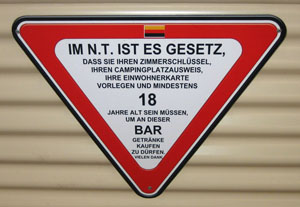 IM N.T. IST ES GESETZ,
DASS SIE IHREN ZIMMERSCHLÜSSEL,
IHREN CAMPINGPLATZAUSWEIS,
IHRE EINWOHNERKARTE
VORLEGEN UND MINDESTENS
18
JAHRE ALT SEIN MÜSSEN,
UM AN DIESER
BAR
GETRÄNKE
KAUFEN
ZU DÜRFEN.
VIELEN DANK.